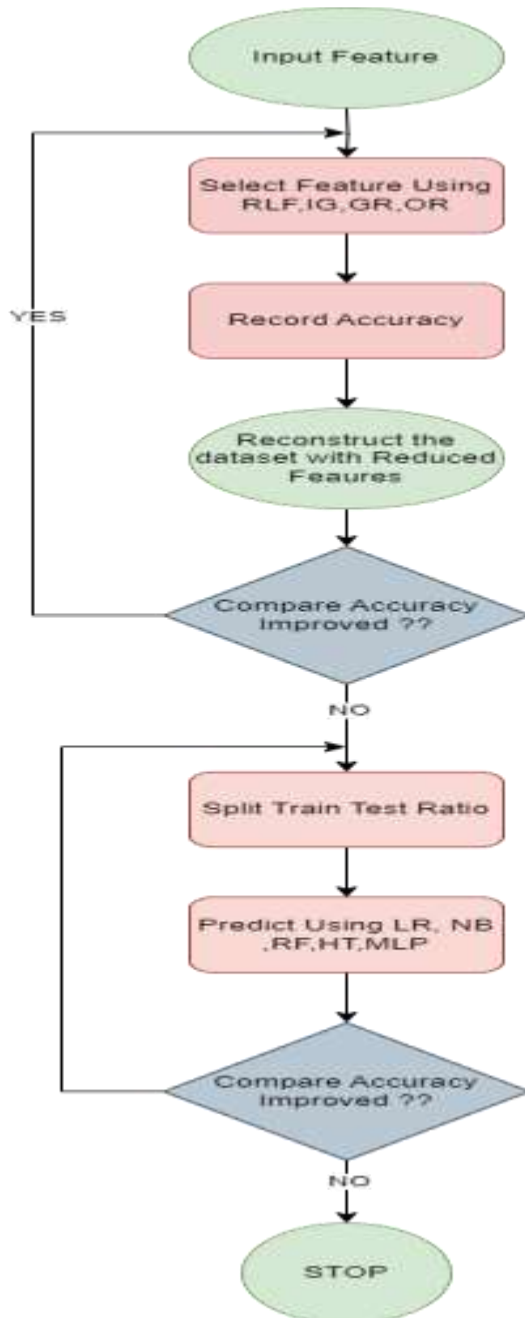 Input Feature
Select Feature Using
RLF,IG,GR,OR
YES
Record Accuracy
Reconstruct the
dataset with Reduced
Feaures
Compare Accuracy
Improved ??
NO
Split Train Test Ratio
Predict Using LR, NB
,RF,HT,MLP
Compare Accuracy
Improved ??
NO
STOP